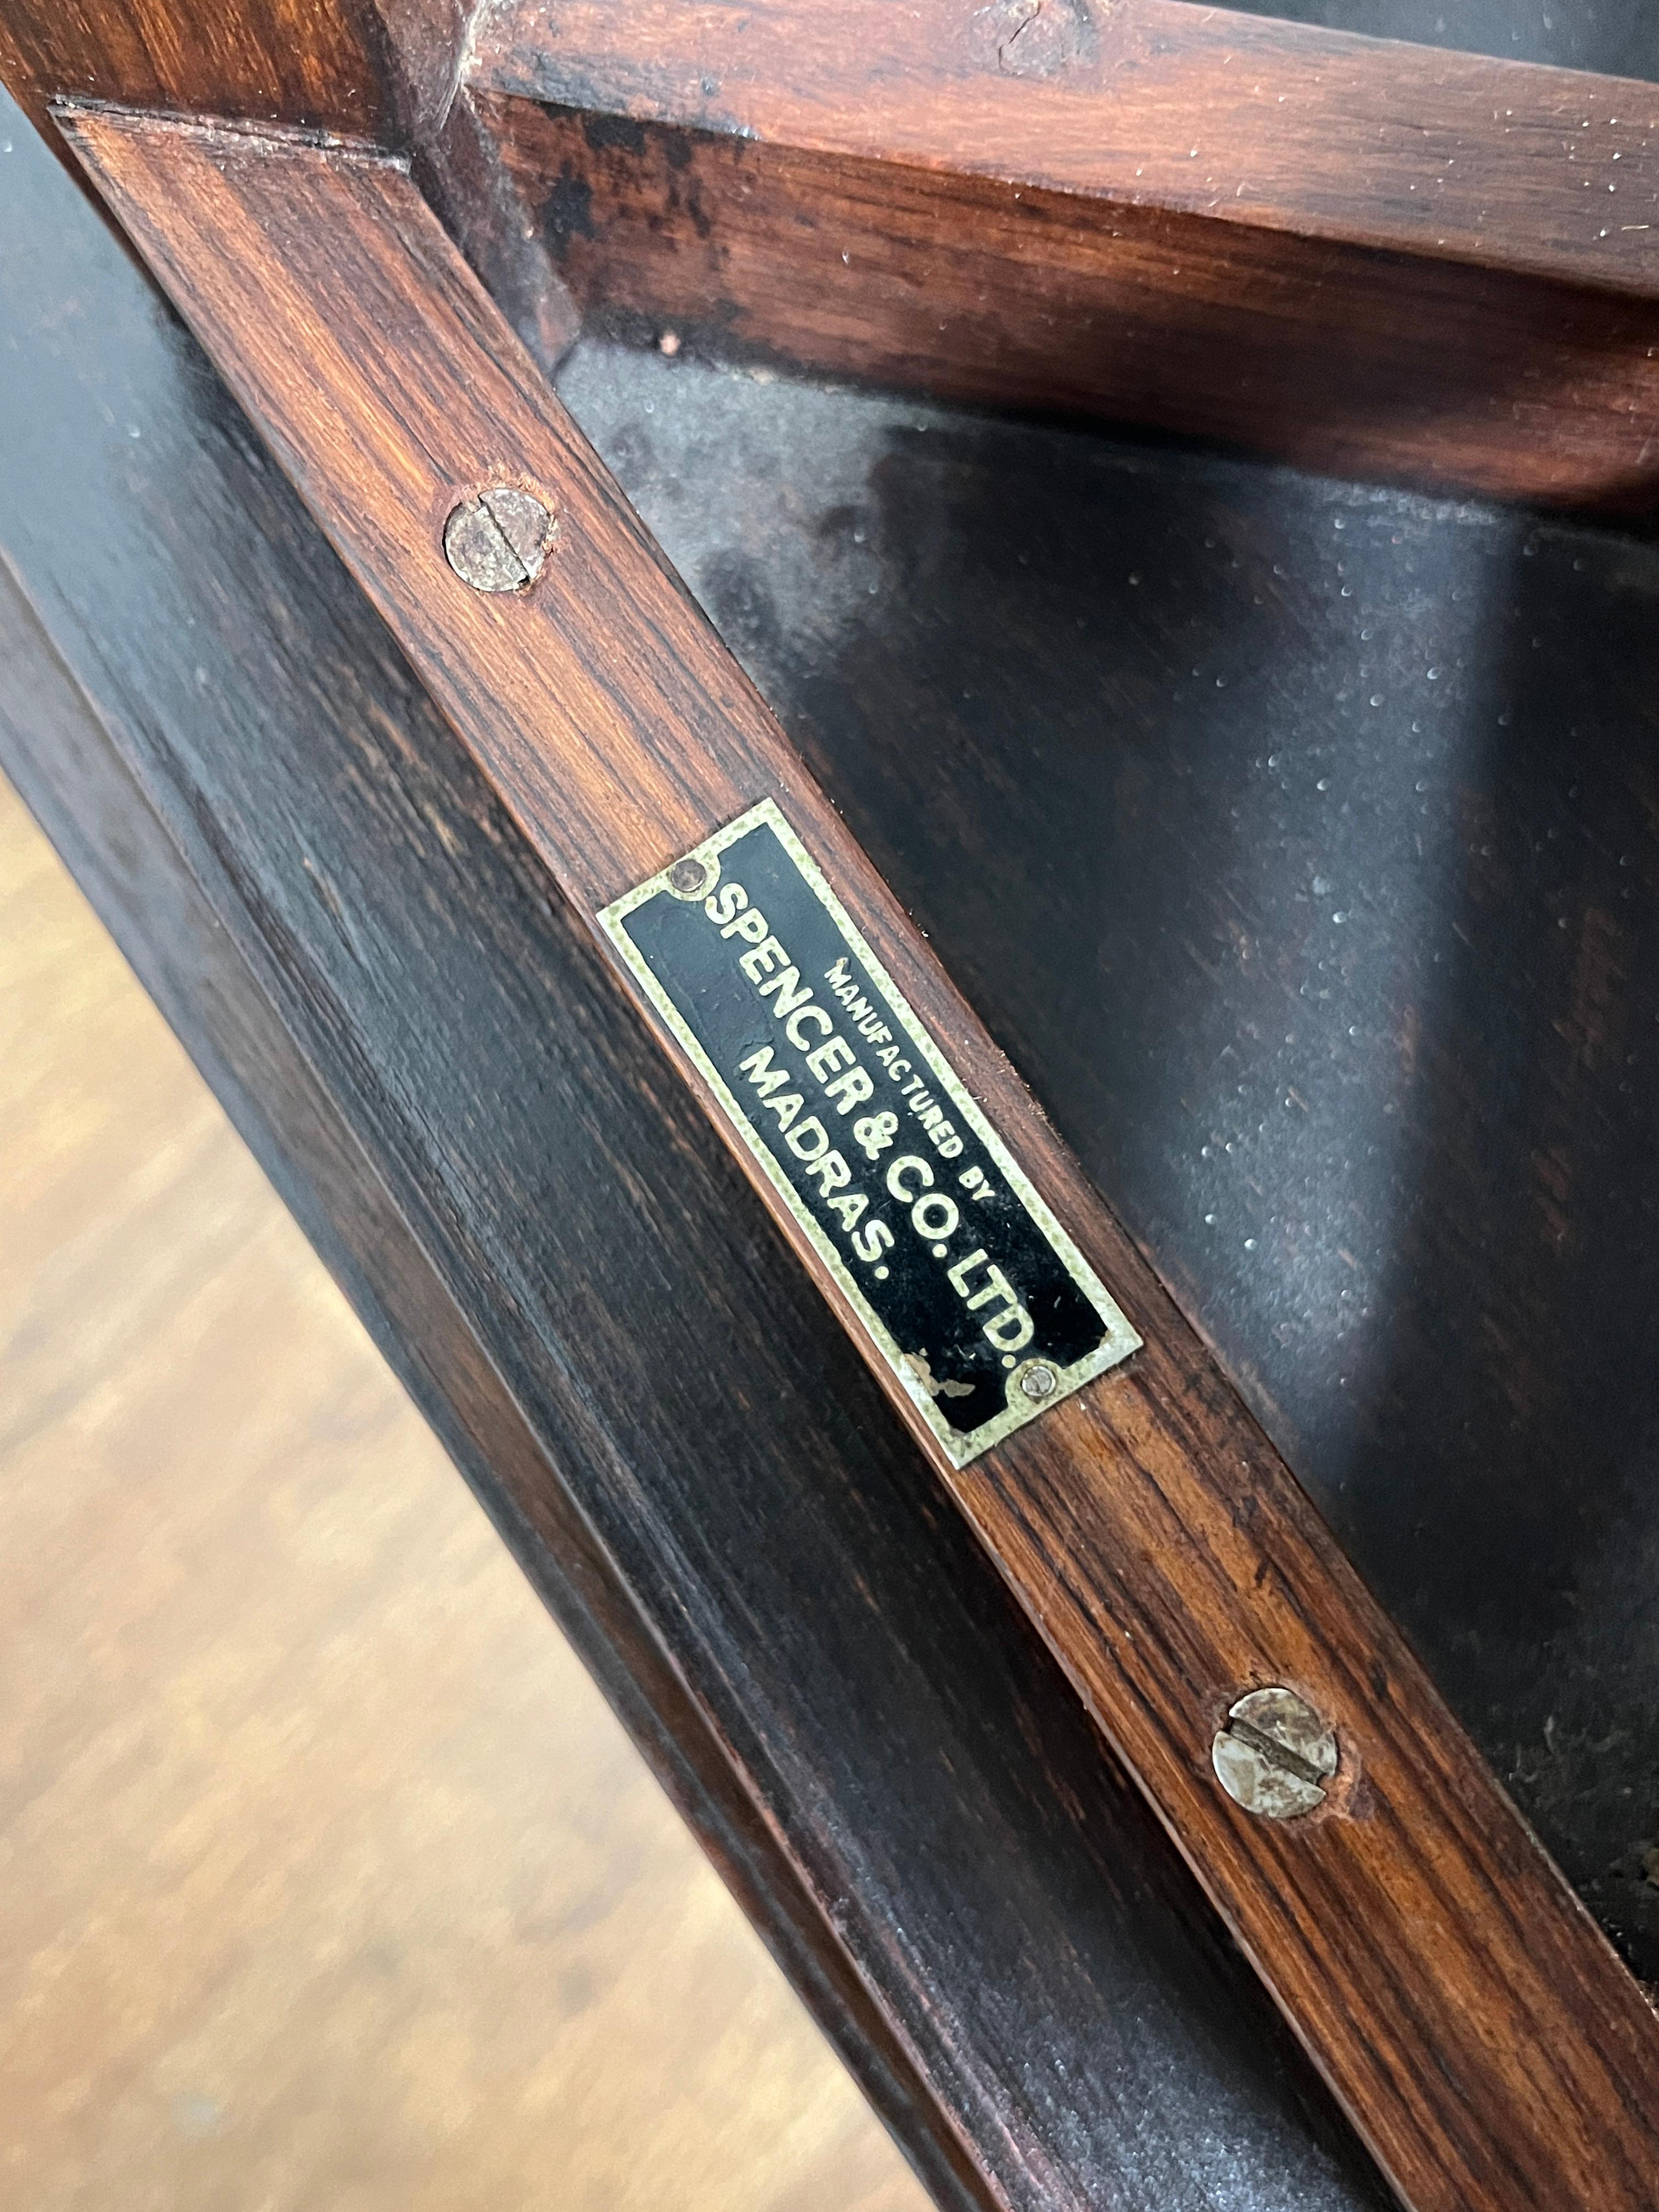 MANUFACTURED BY
SPENCER & CO. LTD.
MADRAS.